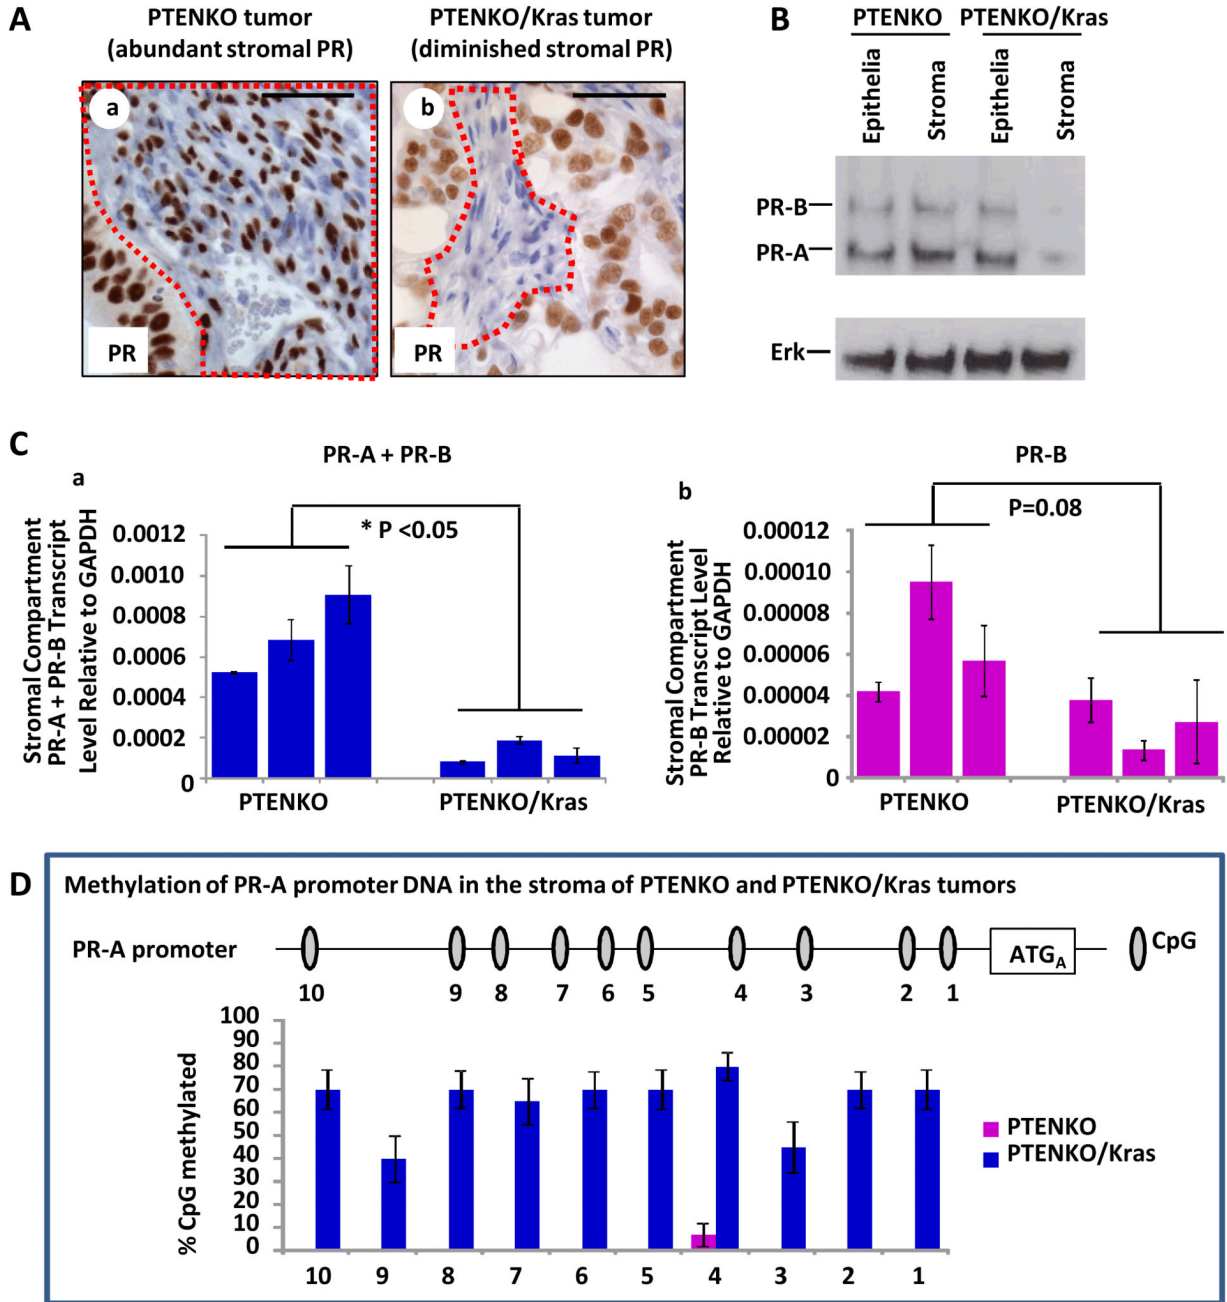 A
PTENKO tumor
(abundant stromal PR)
PTENKO/Kras tumor
(diminished stromal PR)
a
PR
b
PR
B
PTENKO
PTENKO/Kras
Epithelia
Stroma
Epithelia
Stroma
PR-B
PR-A
Erk
C
PR-A + PR-B
a
Stromal Compartment
PR-A + PR-B Transcript
Level Relative to GAPDH
0.0012
0.0010
0.0008
0.0006
0.0004
0.0002
0
* P <0.05
PTENKO
PTENKO/Kras
PR-B
b
Stromal Compartment
PR-B Transcript Level
Relative to GAPDH
0.00012
0.00010
0.00008
0.00006
0.00004
0.00002
0
P=0.08
PTENKO
PTENKO/Kras
D
Methylation of PR-A promoter DNA in the stroma of PTENKO and PTENKO/Kras tumors
PR-A promoter
ATGA
CpG
10 9 8 7 6 5 4 3 2 1
% CpG methylated
100
90
80
70
60
50
40
30
20
10
0
10 9 8 7 6 5 4 3 2 1
PTENKO
PTENKO/Kras